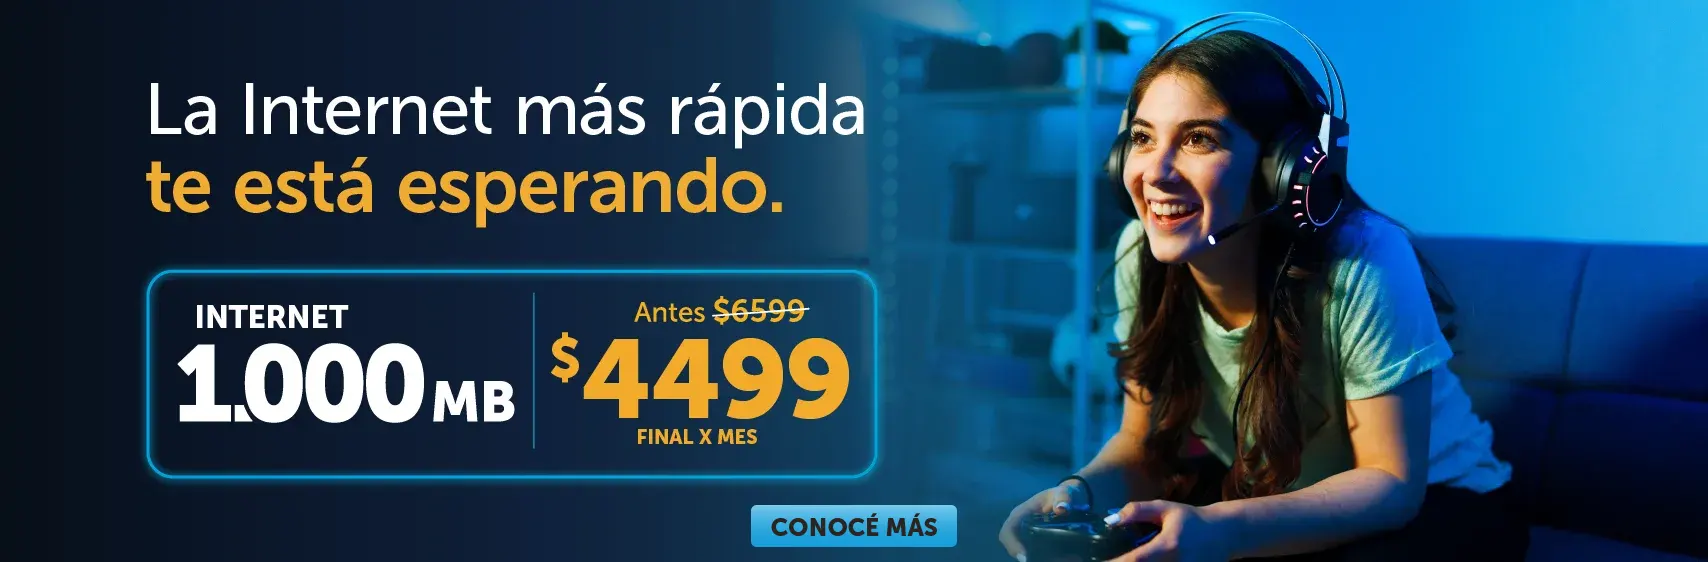 La Internet más rápida
te está esperando.
INTERNET
1.000 MB
Antes $6599
$4499
FINAL X MES
CONOCÉ MÁS